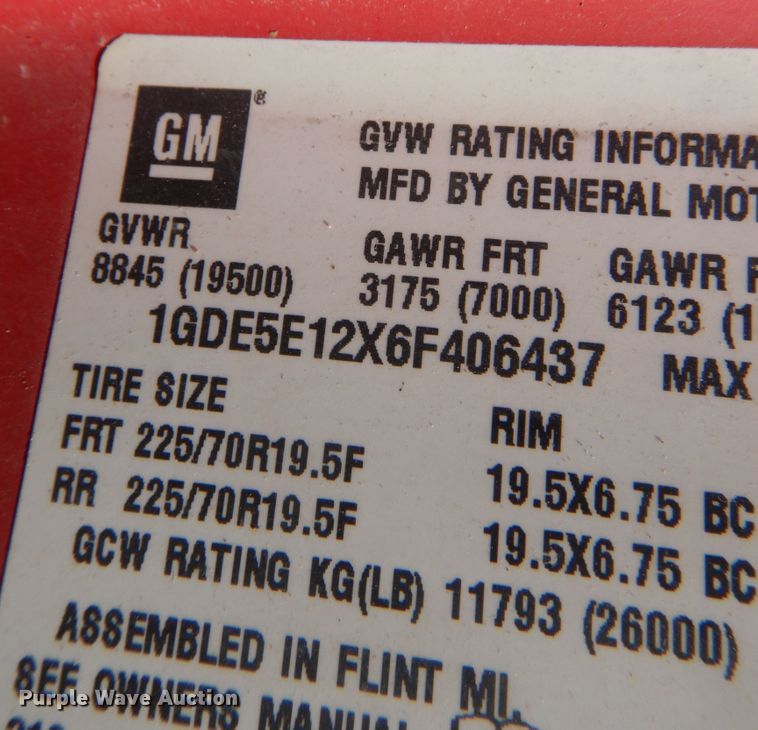 GM ®
GVW RATING INFORMA
MFD BY GENERAL MOT
GVWR GAWR FRT GAWR
8845 (19500) 3175 (7000) 6123 (1
1GDE5E12X6F406437 MAX
TIRE SIZE RIM
FRT 225/70R19.5F 19.5X6.75 BC
RR 225/70R19.5F 19.5X6.75 BC
GCW RATING KG(LB) 11793 (26000)
ASSEMBLED IN FLINT MI.
SEE OWNERS MANUAL
Purple Wave Auction